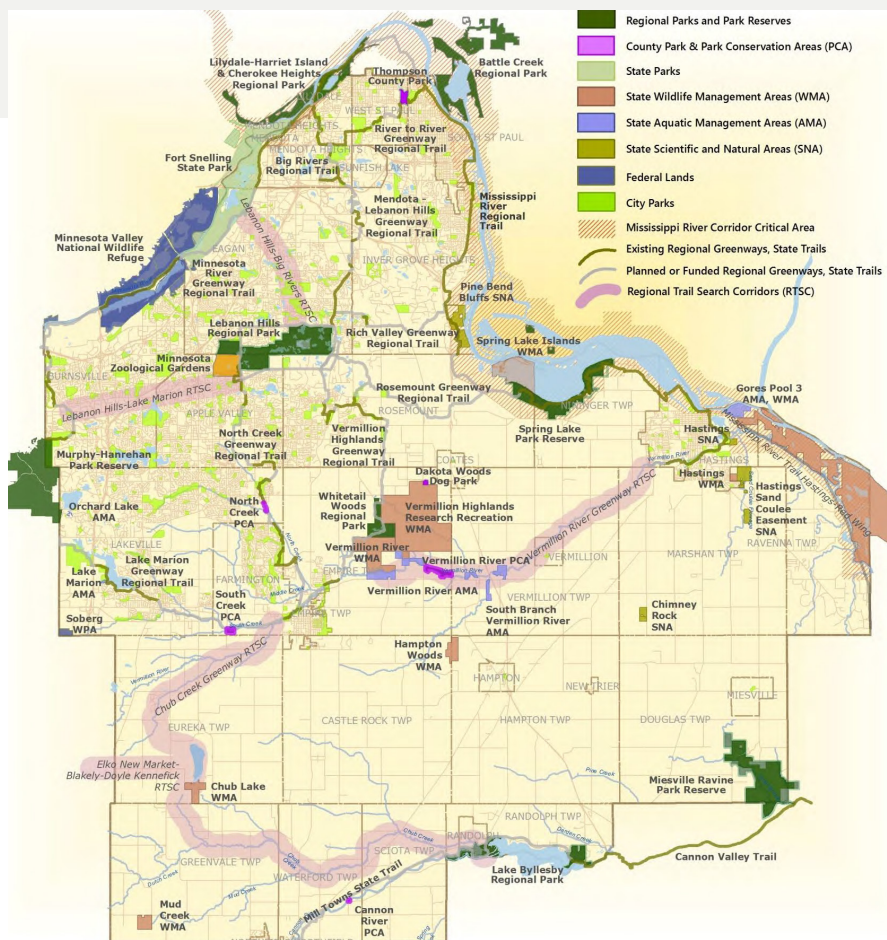 Regional Parks and Park Reserves
County Park & Park Conservation Areas (PCA)
State Parks
State Wildlife Management Areas (WMA)
State Aquatic Management Areas (AMA)
State Scientific and Natural Areas (SNA)
Federal Lands
City Parks
Mississippi River Corridor Critical Area
Existing Regional Greenways, State Trails
Planned or Funded Regional Greenways, State Trails
Regional Trail Search Corridors (RTSC)
Lilydale-Harriet Island
& Cherokee Heights
Regional Park
Thompson
County Park
Battle Creek
Regional Park
WEST ST PAUL
MENDOTA HEIGHTS
River to River
Greenway
Regional Trail
SOUTH ST PAUL
Fort Snelling
State Park
Big Rivers
Regional Trail
SUNFISH LAKE
Mendota -
Lebanon Hills
Greenway
Regional Trail
Mississippi
River
Regional
Trail
Lebanon Hills-Big Rivers RTSC
Minnesota Valley
National Wildlife
Refuge
EAGAN
INVER GROVE HEIGHTS
Minnesota
River
Greenway
Regional Trail
Pine Bend
Bluffs SNA
Lebanon Hills
Regional Park
Rich Valley Greenway
Regional Trail
Spring Lake Islands
WMA
Minnesota
Zoological Gardens
BURNSVILLE
Lebanon Hills-Lake Marion RTSC
APPLE VALLEY
Rosemount Greenway
Regional Trail
ROSEMOUNT
NININGER TWP
Spring Lake
Park Reserve
Gores Pool 3
AMA, WMA
Mississippi River Trail Hastings-Red Wing
North Creek
Greenway
Regional Trail
Vermillion
Highlands
Greenway
Regional Trail
Hastings
SNA
HASTINGS
Murphy-Hanrehan
Park Reserve
COATES
Dakota Woods
Dog Park
Hastings
WMA
Hastings
Sand
Coulee
Easement
SNA
Orchard Lake
AMA
North
Creek
PCA
Whitetail
Woods
Regional
Park
Vermillion Highlands
Research Recreation
WMA
Vermillion River Greenway RTSC
RAVENNA TWP
LAKEVILLE
Vermillion River
WMA
Vermillion River PCA
VERMILLION
MARSHAN TWP
Lake Marion
Greenway
Regional Trail
Lake
Marion
AMA
FARMINGTON
EMPIRE T
Vermillion River AMA
VERMILLION TWP
South
Creek
PCA
EMPIRE TWP
South Branch
Vermillion River
AMA
Chimney
Rock
SNA
Soberg
WPA
Hampton
Woods
WMA
Chub Creek Greenway RTSC
HAMPTON
NEW TRIER
MIESVILLE
EUREKA TWP
CASTLE ROCK TWP
HAMPTON TWP
DOUGLAS TWP
Elko New Market-
Blakely-Doyle Kennefick
RTSC
Chub Lake
WMA
Pine Creek
Miesville Ravine
Park Reserve
RANDOLPH TWP
RANDOLPH
Chub Creek
SCIOTA TWP
GREENVALE TWP
WATERFORD TWP
Lake Byllesby
Regional Park
Cannon Valley Trail
Mill Towns State Trail
Mud Creek
Mud
Creek
WMA
Cannon
River
PCA